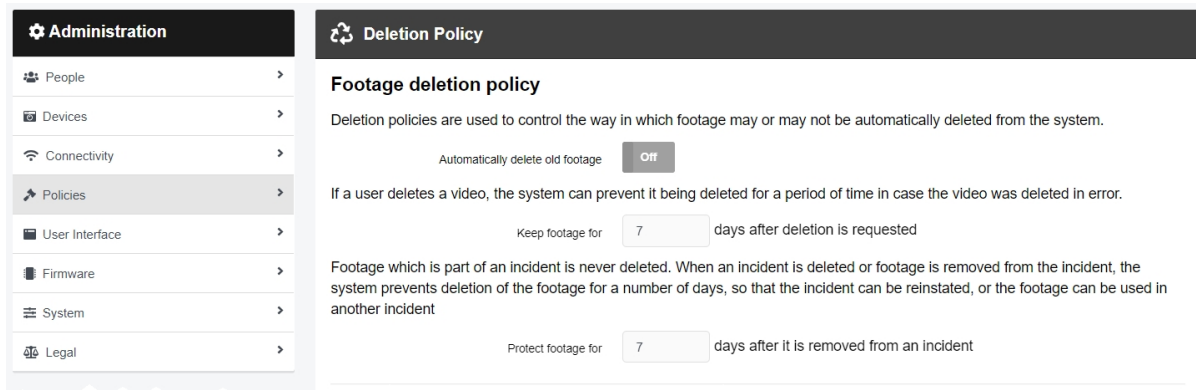 Administration
People
Devices
Connectivity
Policies
User Interface
Firmware
System
Legal
Deletion Policy
Footage deletion policy
Deletion policies are used to control the way in which footage may or may not be automatically deleted from the system.
Automatically delete old footage Off
If a user deletes a video, the system can prevent it being deleted for a period of time in case the video was deleted in error.
Keep footage for 7 days after deletion is requested
Footage which is part of an incident is never deleted. When an incident is deleted or footage is removed from the incident, the
system prevents deletion of the footage for a number of days, so that the incident can be reinstated, or the footage can be used in
another incident
Protect footage for 7 days after it is removed from an incident